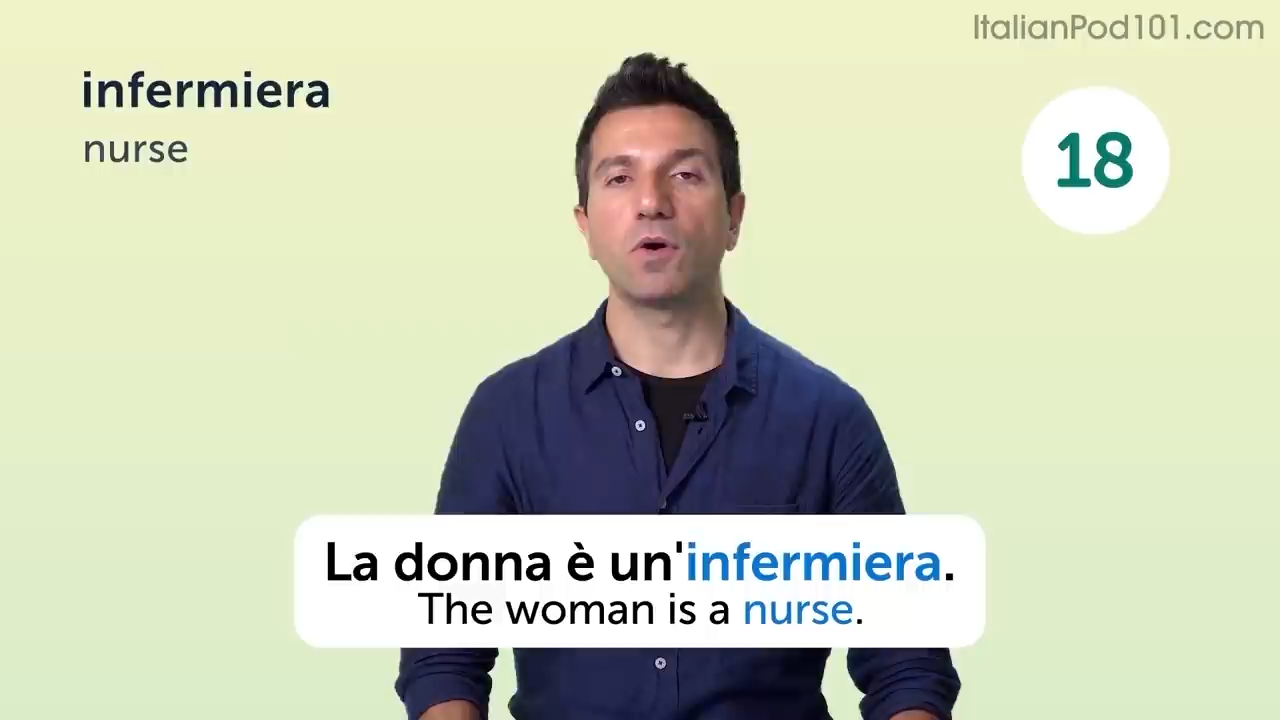 ItalianPod101.com
infermiera
nurse
18
La donna è un'infermiera.
The woman is a nurse.